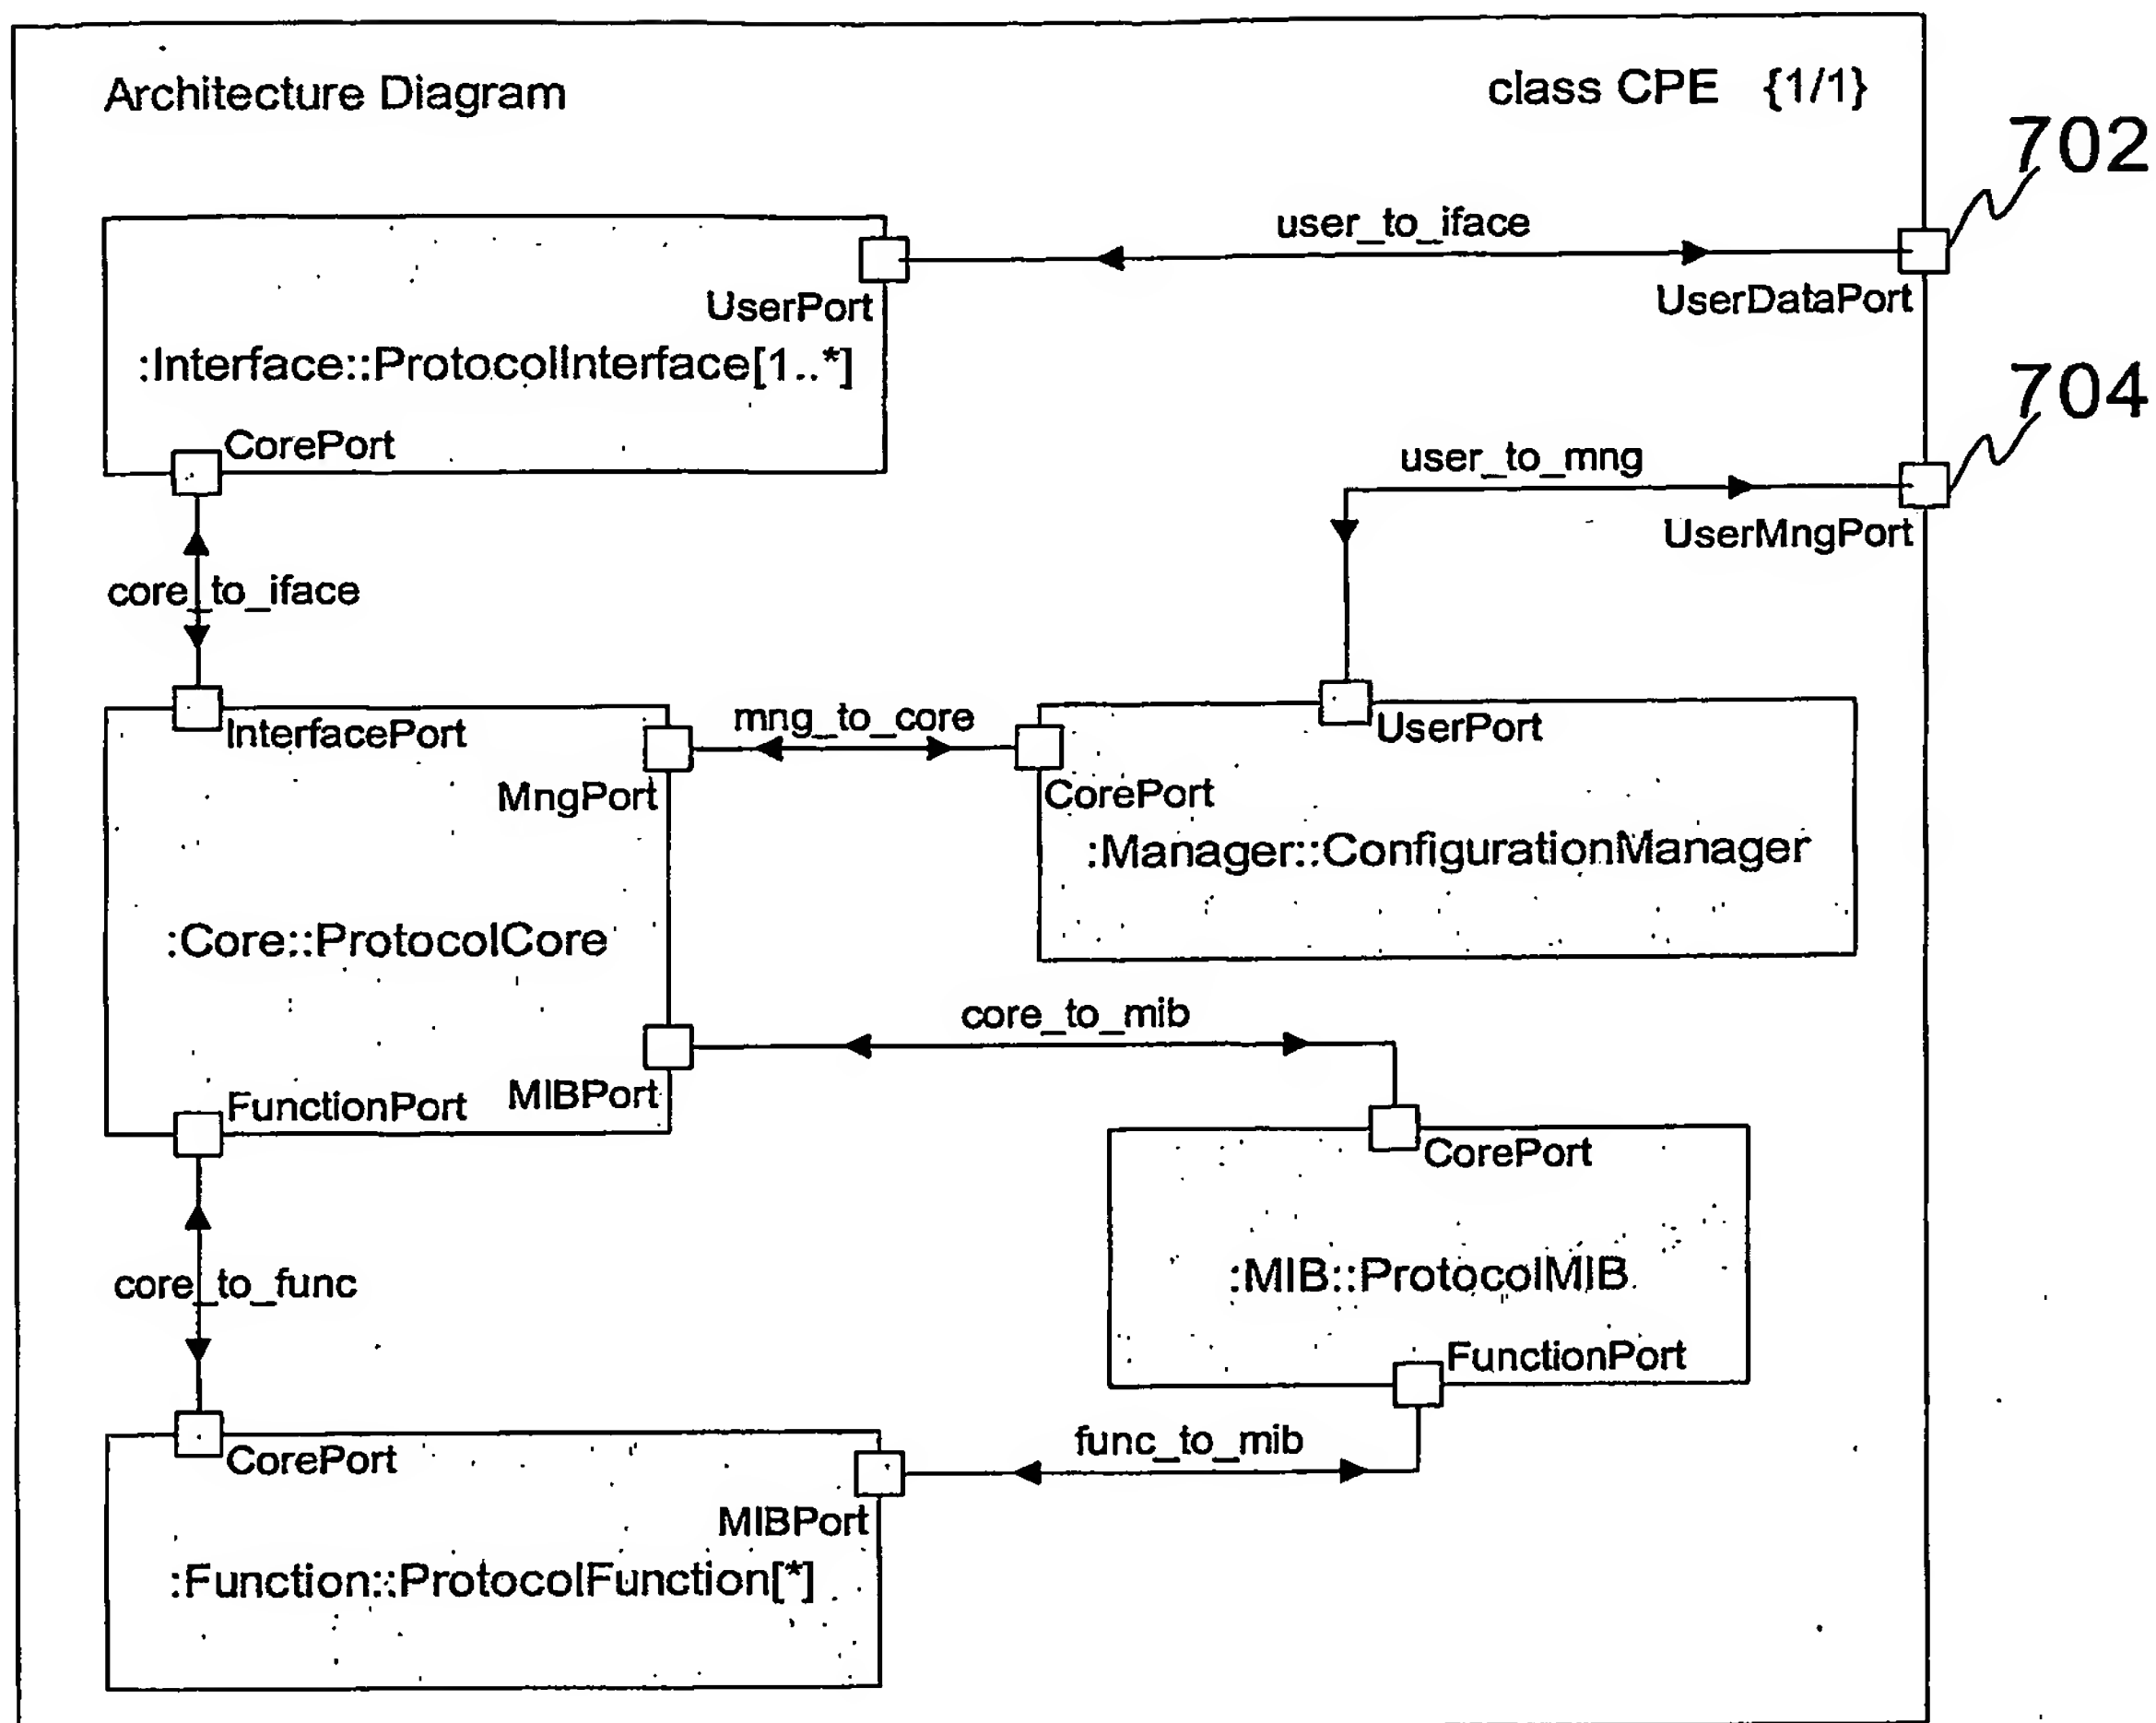 Architecture Diagram
class CPE {1/1}
702
user_to_iface
UserPort
UserDataPort
:Interface::ProtocolInterface[1..*]
704
CorePort
user_to_mng
UserMngPort
core_to_iface
InterfacePort
mng_to_core
UserPort
MngPort
CorePort
:Manager::ConfigurationManager
:Core::ProtocolCore
core_to_mib
MIBPort
FunctionPort
CorePort
:MIB::ProtocolMIB
core_to_func
FunctionPort
func_to_mib
CorePort
MIBPort
:Function::ProtocolFunction[*]